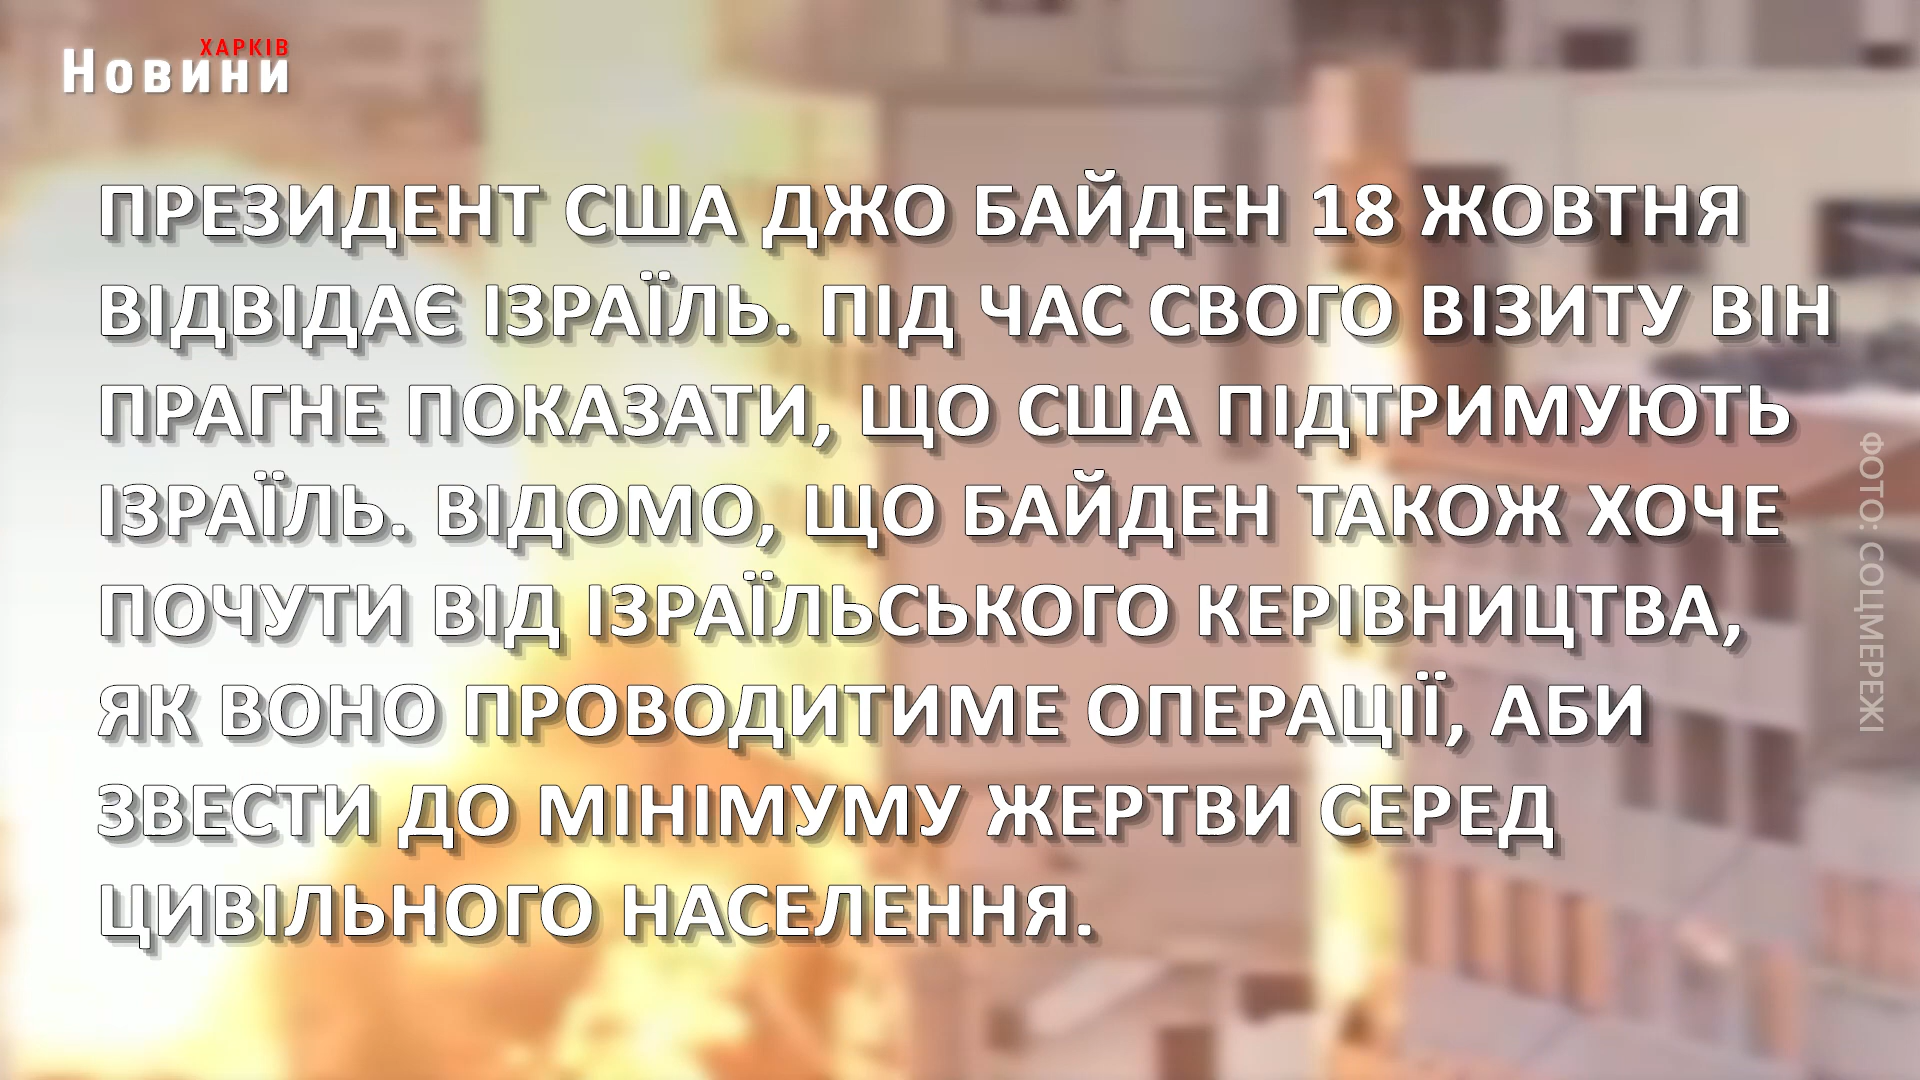 ХАРКІВ
Новини
ПРЕЗИДЕНТ США ДЖО БАЙДЕН 18 ЖОВТНЯ
ВІДВІДАЄ ІЗРАЇЛЬ. ПІД ЧАС СВОГО ВІЗИТУ ВІН
ПРАГНЕ ПОКАЗАТИ, ЩО США ПІДТРИМУЮТЬ
ІЗРАЇЛЬ. ВІДОМО, ЩО БАЙДЕН ТАКОЖ ХОЧЕ
ПОЧУТИ ВІД ІЗРАЇЛЬСЬКОГО КЕРІВНИЦТВА,
ЯК ВОНО ПРОВОДИТИМЕ ОПЕРАЦІЇ, АБИ
ЗВЕСТИ ДО МІНІМУМУ ЖЕРТВИ СЕРЕД
ЦИВІЛЬНОГО НАСЕЛЕННЯ.
ФОТО: СОЦМЕРЕЖІ